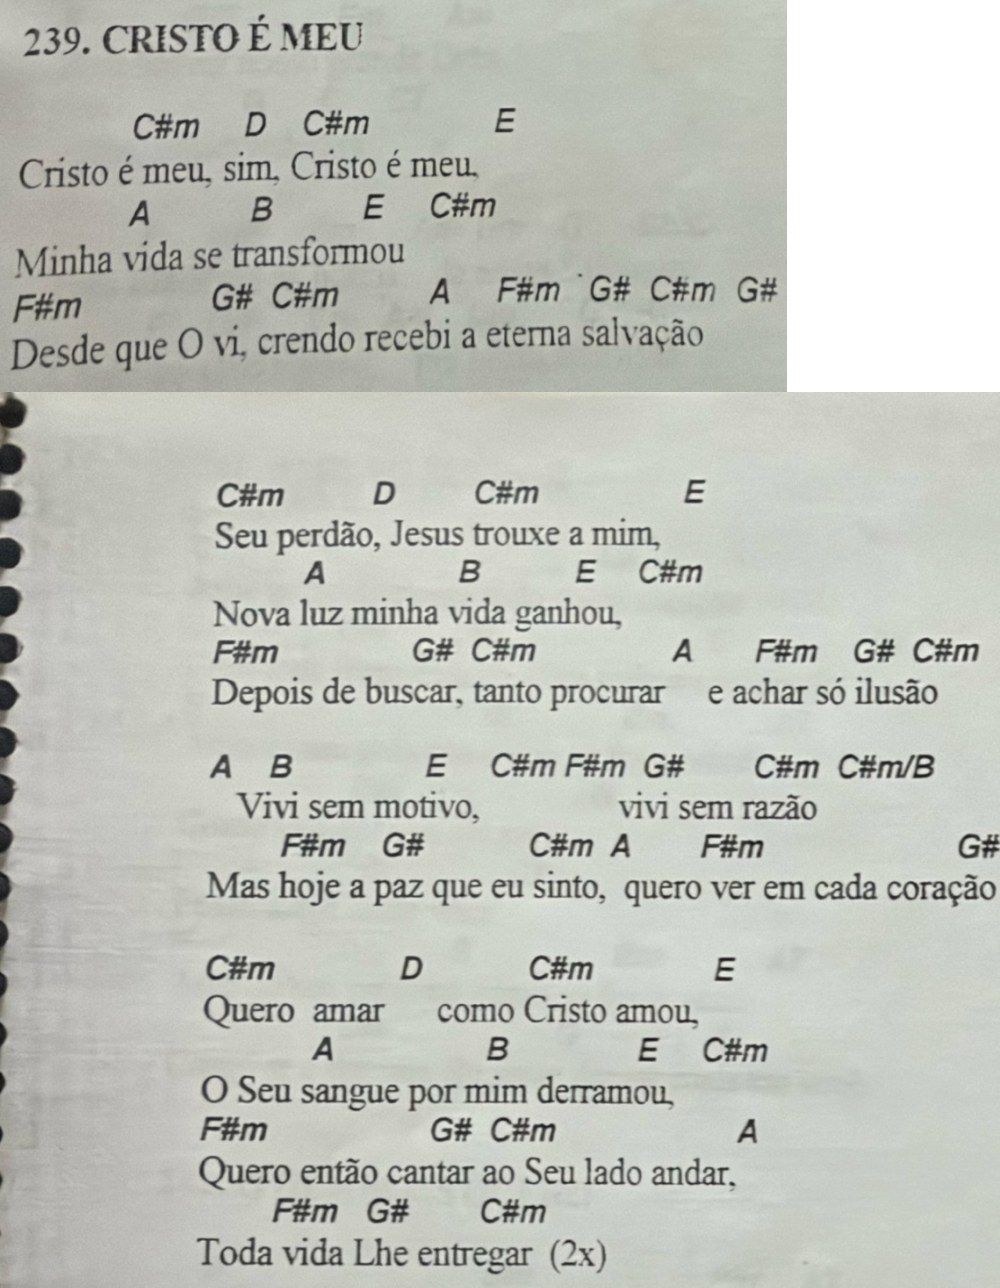 239. CRISTO É MEU
C#m D C#m E
Cristo é meu, sim, Cristo é meu,
A B E C#m
Minha vida se transformou
F#m G# C#m A F#m G# C#m G#
Desde que O vi, crendo recebi a eterna salvação
C#m D C#m E
Seu perdão, Jesus trouxe a mim,
A B E C#m
Nova luz minha vida ganhou,
F#m G# C#m A F#m G# C#m
Depois de buscar, tanto procurar e achar só ilusão
A B E C#m F#m G# C#m C#m/B
Vivi sem motivo, vivi sem razão
F#m G# C#m A F#m G#
Mas hoje a paz que eu sinto, quero ver em cada coração
C#m D C#m E
Quero amar como Cristo amou,
A B E C#m
O Seu sangue por mim derramou,
F#m G# C#m A
Quero então cantar ao Seu lado andar,
F#m G# C#m
Toda vida Lhe entregar (2x)